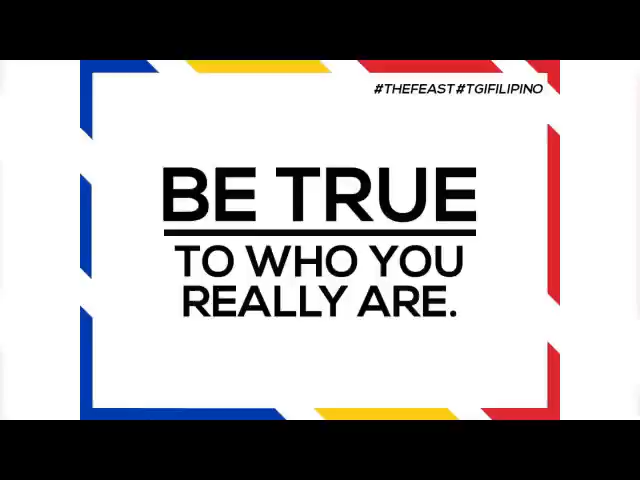 #THEFEAST #TGIFILIPINO
BE TRUE
TO WHO YOU
REALLY ARE.